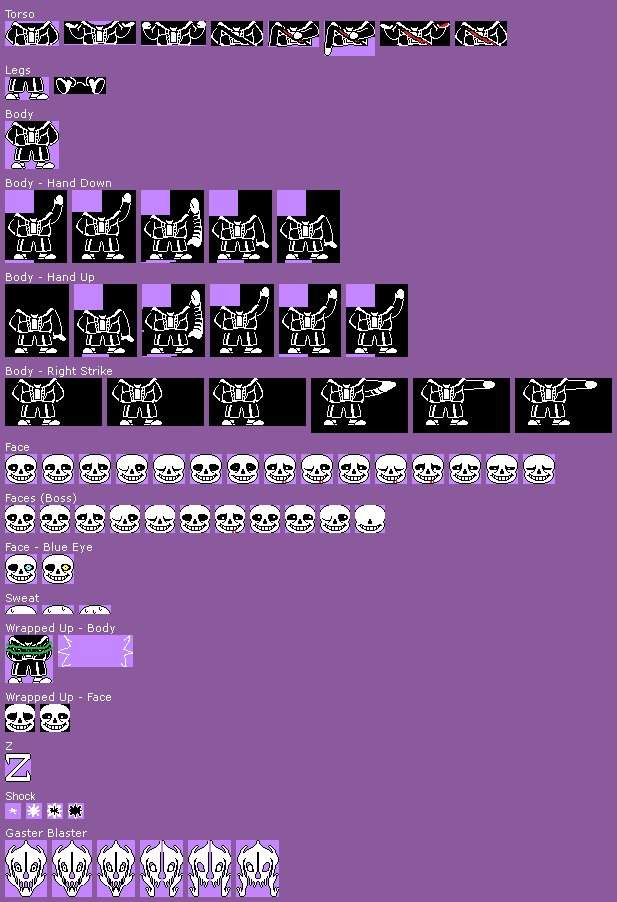 Torso
Legs
Body
Body - Hand Down
Body - Hand Up
Body - Right Strike
Face
Faces (Boss)
Face - Blue Eye
Sweat
Wrapped Up - Body
Wrapped Up - Face
Z
Z
Shock
Gaster Blaster